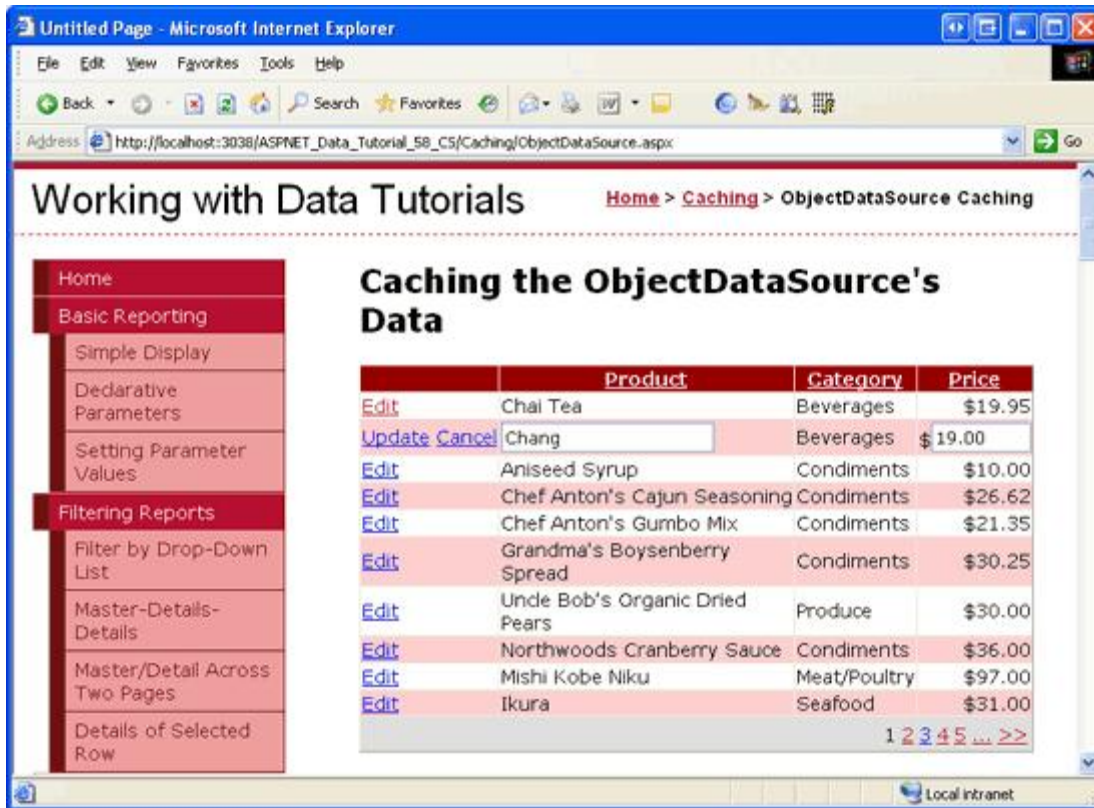 Untitled Page - Microsoft Internet Explorer
File Edit View Favorites Tools Help
Back Search Favorites
Address http://localhost:3038/ASPNET_Data_Tutorial_58_CS/Caching/ObjectDataSource.aspx Go
Working with Data Tutorials
Home > Caching > ObjectDataSource Caching
Home
Basic Reporting
Simple Display
Declarative
Parameters
Setting Parameter
Values
Filtering Reports
Filter by Drop-Down
List
Master-Details-
Details
Master/Detail Across
Two Pages
Details of Selected
Row
Caching the ObjectDataSource's
Data
Product Category Price
Edit Chai Tea Beverages $19.95
Update Cancel Chang Beverages $ 19.00
Edit Aniseed Syrup Condiments $10.00
Edit Chef Anton's Cajun Seasoning Condiments $26.62
Edit Chef Anton's Gumbo Mix Condiments $21.35
Edit Grandma's Boysenberry
Spread Condiments $30.25
Edit Uncle Bob's Organic Dried
Pears Produce $30.00
Edit Northwoods Cranberry Sauce Condiments $36.00
Edit Mishi Kobe Niku Meat/Poultry $97.00
Edit Ikura Seafood $31.00
1 2 3 4 5 ... >>
Local intranet